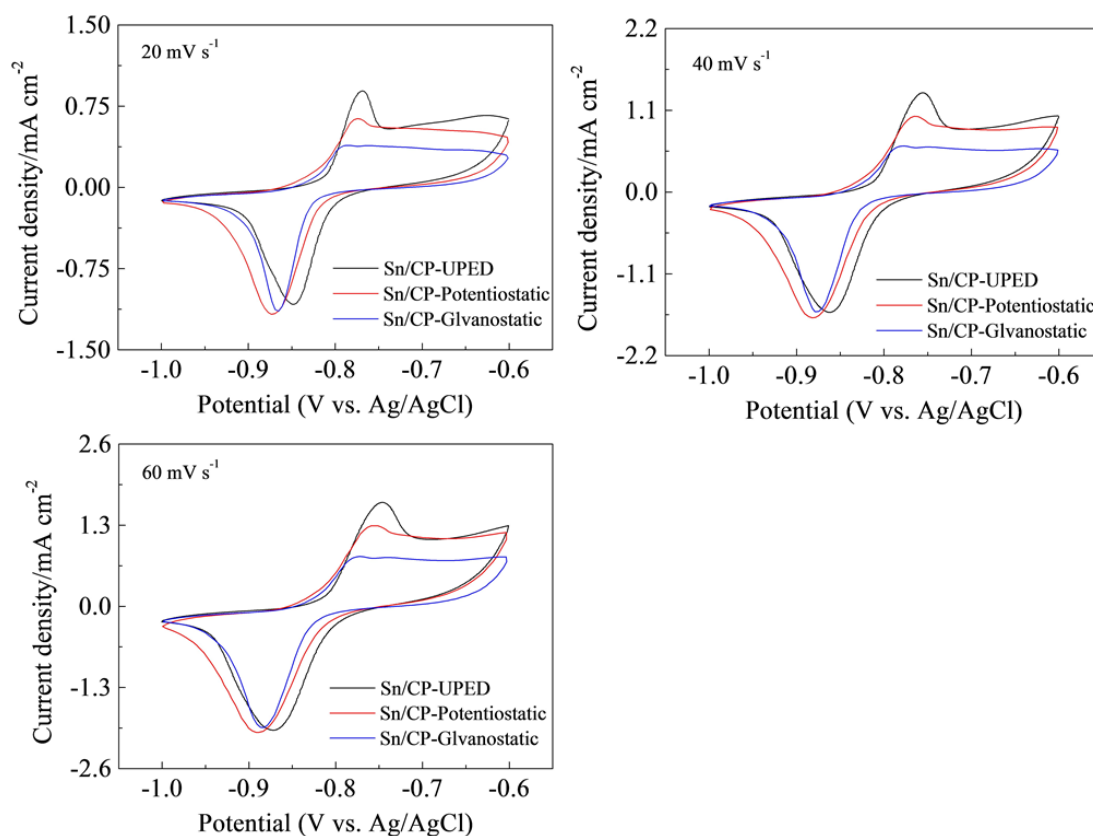 20 mV s⁻¹
1.50
0.75
0.00
-0.75
-1.50
Current density/mA cm⁻²
Sn/CP-UPED
Sn/CP-Potentiostatic
Sn/CP-Glvanostatic
-1.0 -0.9 -0.8 -0.7 -0.6
Potential (V vs. Ag/AgCl)
40 mV s⁻¹
2.2
1.1
0.0
-1.1
-2.2
Current density/mA cm⁻²
Sn/CP-UPED
Sn/CP-Potentiostatic
Sn/CP-Glvanostatic
-1.0 -0.9 -0.8 -0.7 -0.6
Potential (V vs. Ag/AgCl)
60 mV s⁻¹
2.6
1.3
0.0
-1.3
-2.6
Current density/mA cm⁻²
Sn/CP-UPED
Sn/CP-Potentiostatic
Sn/CP-Glvanostatic
-1.0 -0.9 -0.8 -0.7 -0.6
Potential (V vs. Ag/AgCl)